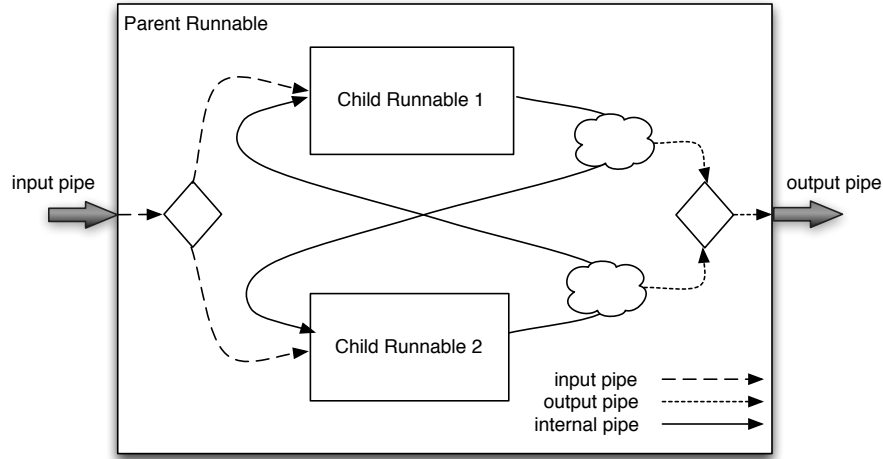 Parent Runnable
Child Runnable 1
input pipe
output pipe
Child Runnable 2
input pipe
output pipe
internal pipe